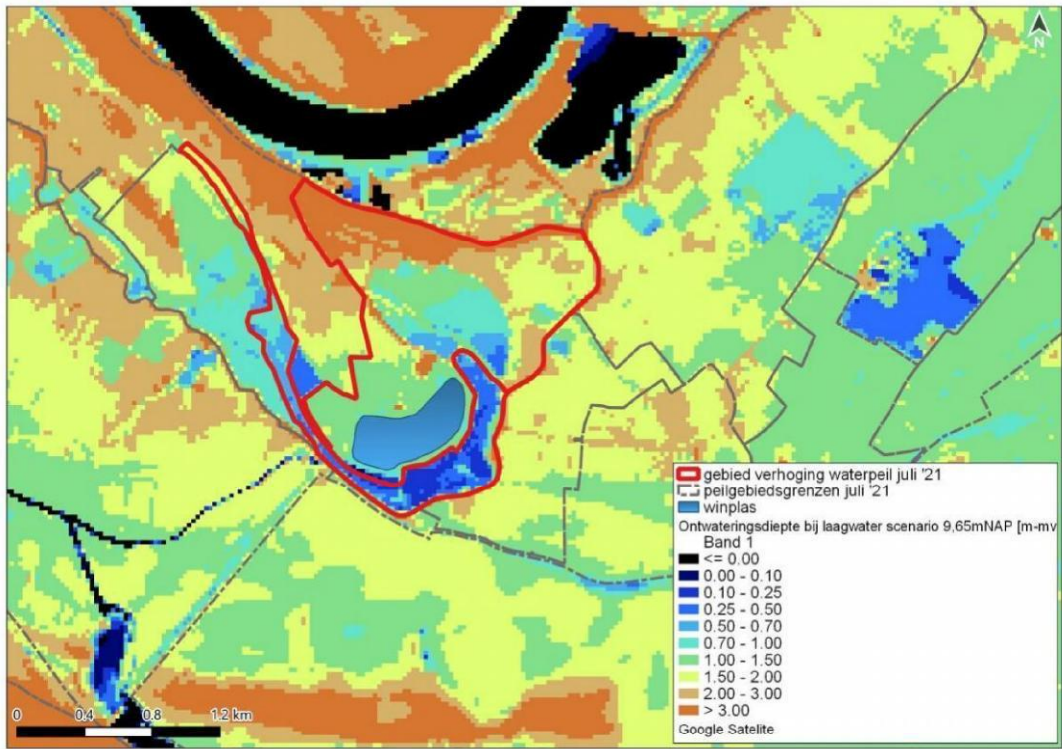 N
gebied verhoging waterpeil juli '21
peilgebiedsgrenzen juli '21
winplas
Ontwateringsdiepte bij laagwater scenario 9,65mNAP [m-mv
Band 1
<= 0.00
0.00 - 0.10
0.10 - 0.25
0.25 - 0.50
0.50 - 0.70
0.70 - 1.00
1.00 - 1.50
1.50 - 2.00
2.00 - 3.00
> 3.00
Google Satelite
0 0.4 0.8 1.2 km